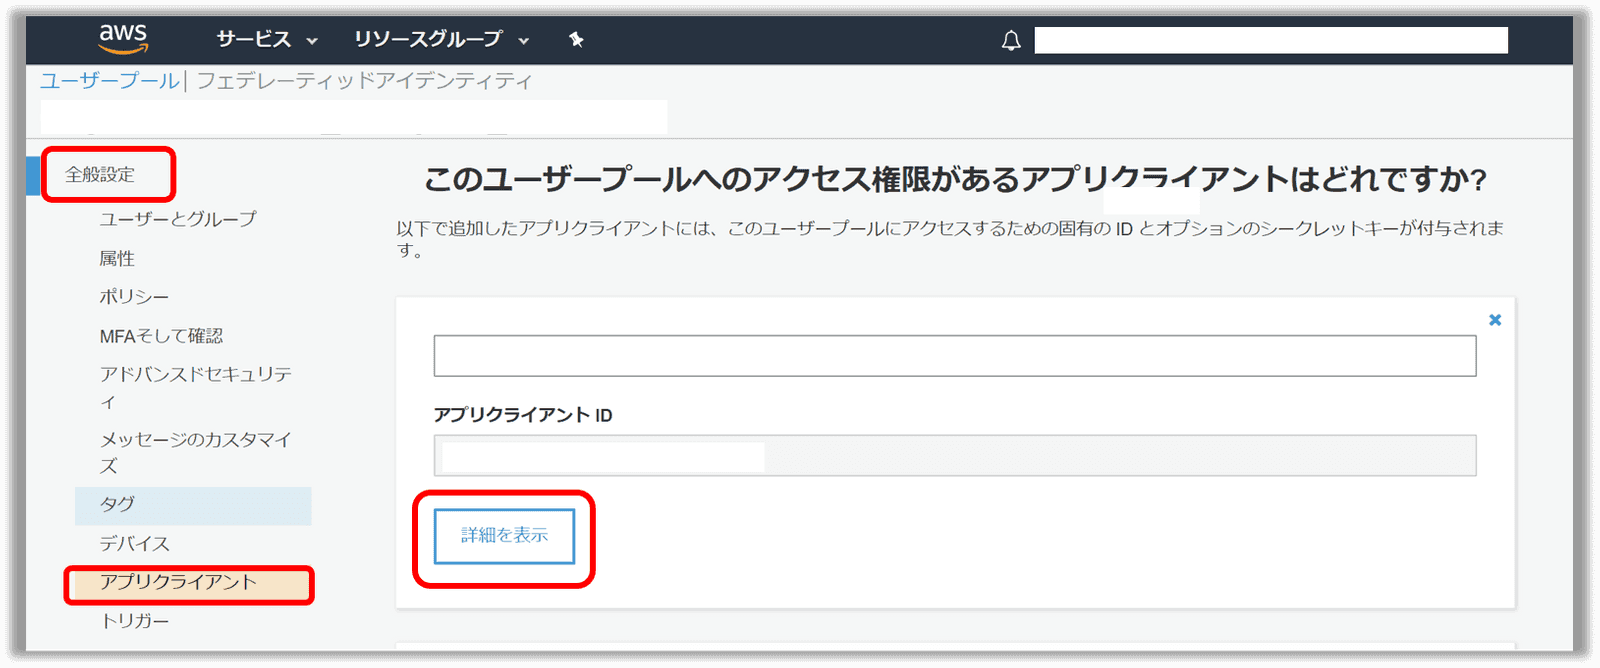 aws サービス リソースグループ
ユーザープール| フェデレーティッドアイデンティティ
全般設定
ユーザーとグループ
属性
ポリシー
MFAそして確認
アドバンスドセキュリテ
ィ
メッセージのカスタマイ
ズ
タグ
デバイス
アプリクライアント
トリガー
このユーザープールへのアクセス権限があるアプリクライアントはどれですか?
以下で追加したアプリクライアントには、このユーザープールにアクセスするための固有の ID とオプションのシークレットキーが付与されま
す。
アプリクライアント ID
詳細を表示